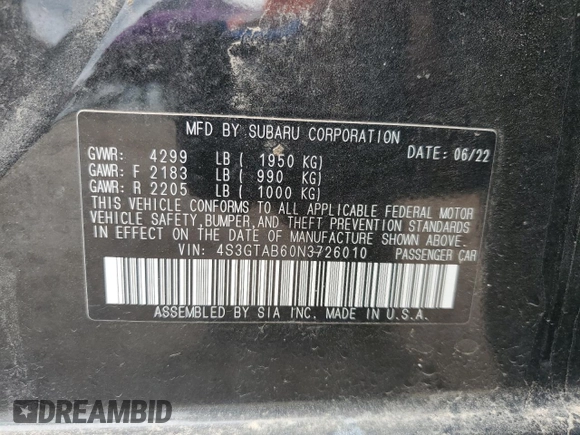 MFD BY SUBARU CORPORATION
GVWR: 4299 LB ( 1950 KG) DATE: 06/22
GAWR: F 2183 LB ( 990 KG)
GAWR: R 2205 LB ( 1000 KG)
THIS VEHICLE CONFORMS TO ALL APPLICABLE FEDERAL MOTOR
VEHICLE SAFETY,BUMPER,AND THEFT PREVENTION STANDARDS
IN EFFECT ON THE DATE OF MANUFACTURE SHOWN ABOVE.
VIN: 4S3GTAB60N3726010 PASSENGER CAR
ASSEMBLED BY SIA INC. MADE IN U.S.A.
DREAMBID